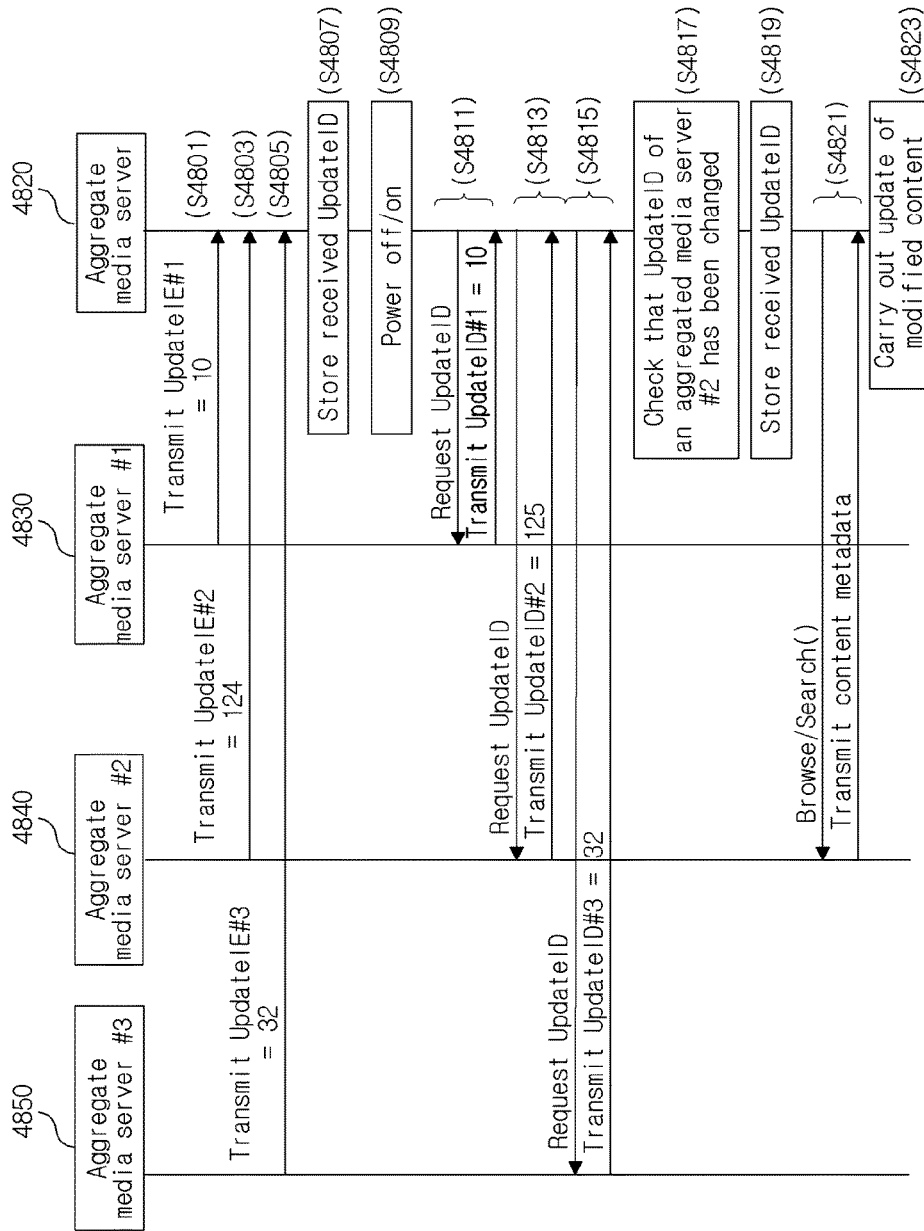 4850
Aggregate
media server #3
4840
Aggregate
media server #2
4830
Aggregate
media server #1
4820
Aggregate
media server
Transmit UpdateIE#1
= 10
(S4801)
Transmit UpdateIE#2
= 124
(S4803)
Transmit UpdateIE#3
= 32
(S4805)
Store received UpdateID
(S4807)
Power off/on
(S4809)
Request UpdateID
Transmit UpdateID#1 = 10
(S4811)
Request UpdateID
Transmit UpdateID#2 = 125
(S4813)
Request UpdateID
Transmit UpdateID#3 = 32
(S4815)
Check that UpdateID of
an aggregated media server
#2 has been changed
(S4817)
Store received UpdateID
(S4819)
Browse/Search()
Transmit content metadata
(S4821)
Carry out update of
modified content
(S4823)